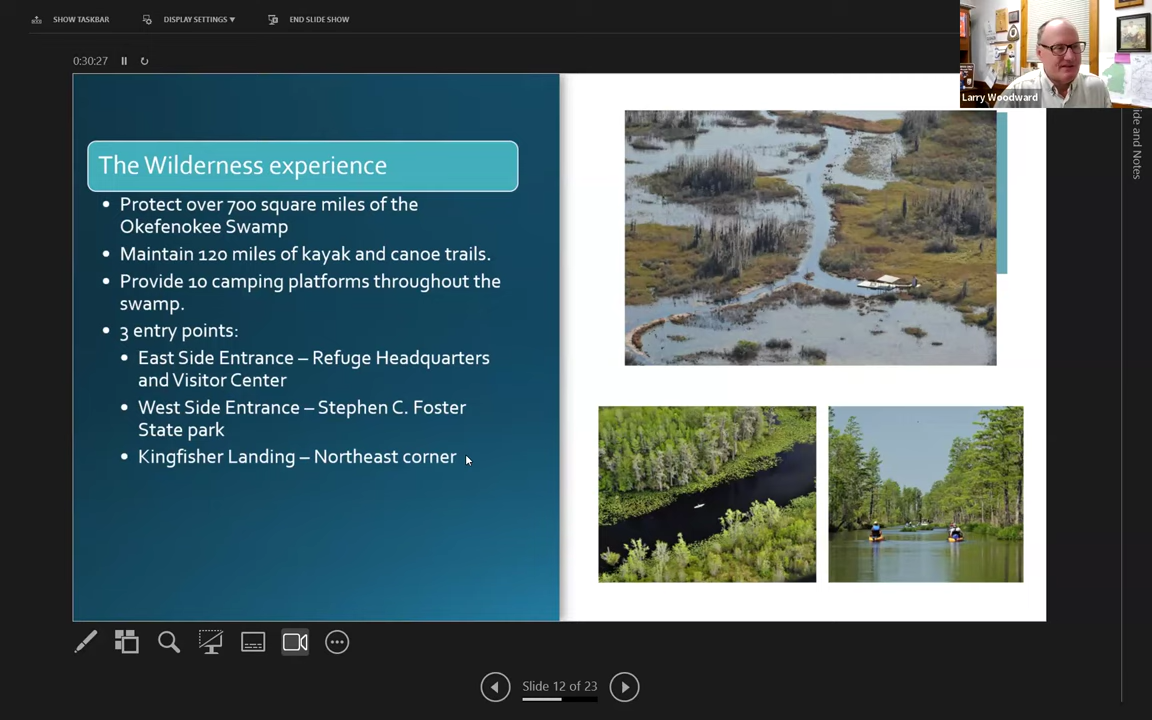 SHOW TASKBAR
DISPLAY SETTINGS ▼
END SLIDE SHOW
0:30:27
Larry Woodward
ide and Notes
The Wilderness experience
• Protect over 700 square miles of the
Okefenokee Swamp
• Maintain 120 miles of kayak and canoe trails.
• Provide 10 camping platforms throughout the
swamp.
• 3 entry points:
• East Side Entrance – Refuge Headquarters
and Visitor Center
• West Side Entrance – Stephen C. Foster
State park
• Kingfisher Landing – Northeast corner
Slide 12 of 23